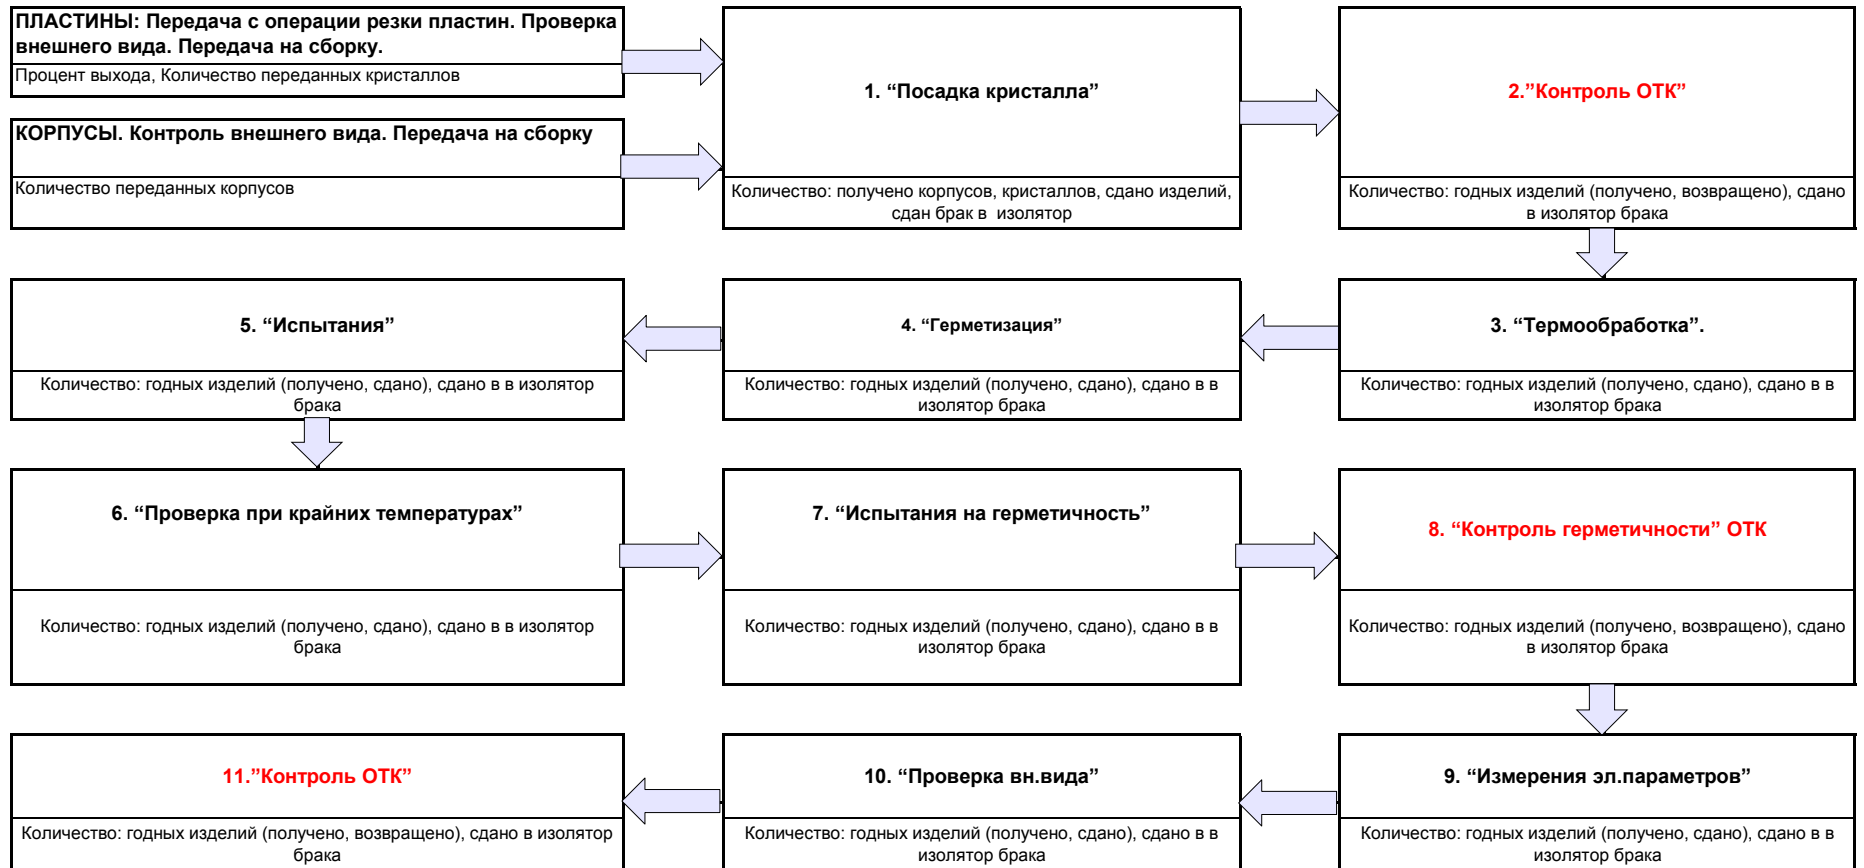 ПЛАСТИНЫ: Передача с операции резки пластин. Проверка
внешнего вида. Передача на сборку.
Процент выхода, Количество переданных кристаллов
КОРПУСЫ. Контроль внешнего вида. Передача на сборку
Количество переданных корпусов
1. “Посадка кристалла”
Количество: получено корпусов, кристаллов, сдано изделий,
сдан брак в изолятор
2.”Контроль ОТК”
Количество: годных изделий (получено, возвращено), сдано
в изолятор брака
5. “Испытания”
Количество: годных изделий (получено, сдано), сдано в в изолятор
брака
4. “Герметизация”
Количество: годных изделий (получено, сдано), сдано в в
изолятор брака
3. “Термообработка”.
Количество: годных изделий (получено, сдано), сдано в в
изолятор брака
6. “Проверка при крайних температурах”
Количество: годных изделий (получено, сдано), сдано в в изолятор
брака
7. “Испытания на герметичность”
Количество: годных изделий (получено, сдано), сдано в в
изолятор брака
8. “Контроль герметичности” ОТК
Количество: годных изделий (получено, возвращено), сдано
в изолятор брака
11.”Контроль ОТК”
Количество: годных изделий (получено, возвращено), сдано в изолятор
брака
10. “Проверка вн.вида”
Количество: годных изделий (получено, сдано), сдано в в
изолятор брака
9. “Измерения эл.параметров”
Количество: годных изделий (получено, сдано), сдано в в
изолятор брака